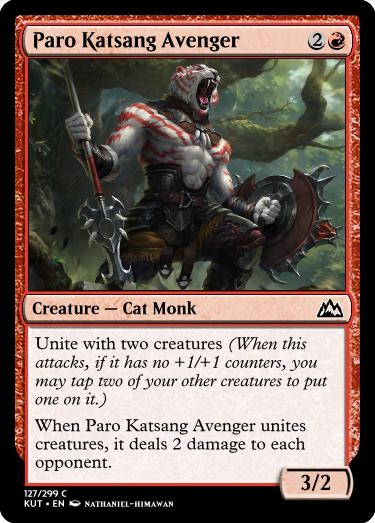 Paro Katsang Avenger 2
Creature — Cat Monk
Unite with two creatures (When this
attacks, if it has no +1/+1 counters, you
may tap two of your other creatures to put
one on it.)
When Paro Katsang Avenger unites
creatures, it deals 2 damage to each
opponent.
3/2
127/299 C
KUT • EN NATHANIEL-HIMAWAN